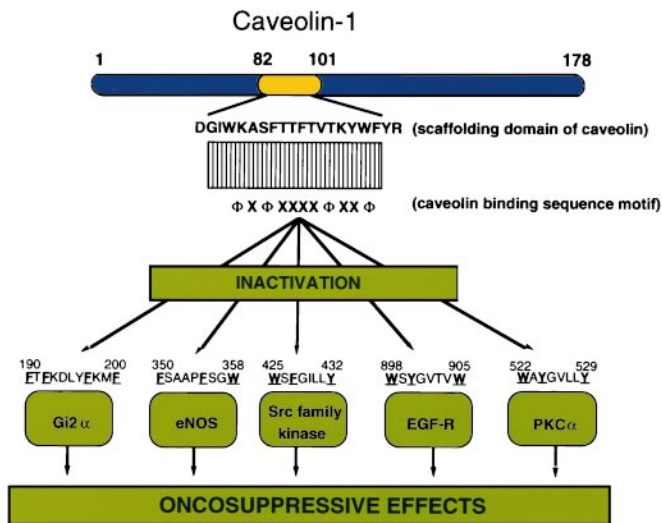 Caveolin-1
1 82 101 178
DGIWKASFTTFTVTKYWFYR (scaffolding domain of caveolin)
Φ X Φ XXXX Φ XX Φ (caveolin binding sequence motif)
INACTIVATION
190 200 350 358 425 432 898 905 522 529
FTFKDLYFKMF FSAAPFSGW WSFGILLY WSYGVTVW WAYGVLLY
Gi2 α eNOS Src family kinase EGF-R PKCα
ONCOSUPPRESSIVE EFFECTS